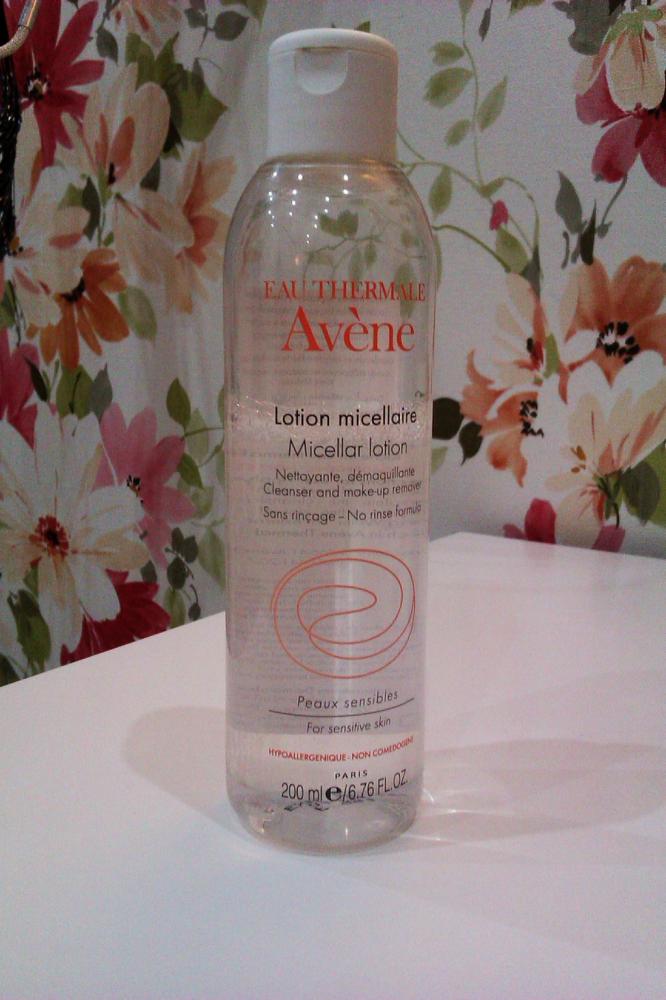 EAU THERMALE
Avène
Lotion micellaire
Micellar lotion
Nettoyante, démaquillante
Cleanser and make-up remover
Sans rinçage - No rinse formula
Peaux sensibles
For sensitive skin
HYPOALLERGENIQUE - NON COMEDOGENE
PARIS
200 ml e/6.76 FL.OZ.